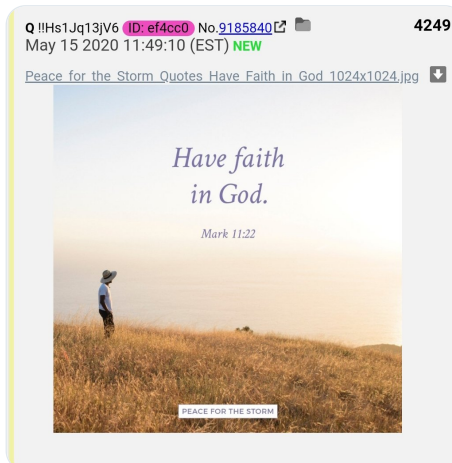 Q !!Hs1Jq13jV6 ID: ef4cc0 No.9185840 4249
May 15 2020 11:49:10 (EST) NEW
Peace for the Storm Quotes Have Faith in God 1024x1024.jpg
Have faith
in God.
Mark 11:22
PEACE FOR THE STORM